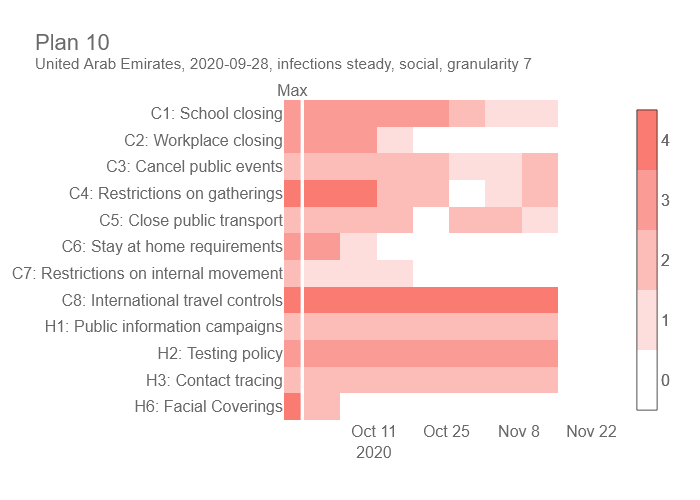 Plan 10
United Arab Emirates, 2020-09-28, infections steady, social, granularity 7
Max
C1: School closing
C2: Workplace closing
C3: Cancel public events
C4: Restrictions on gatherings
C5: Close public transport
C6: Stay at home requirements
C7: Restrictions on internal movement
C8: International travel controls
H1: Public information campaigns
H2: Testing policy
H3: Contact tracing
H6: Facial Coverings
Oct 11 Oct 25 Nov 8 Nov 22
2020
4
3
2
1
0